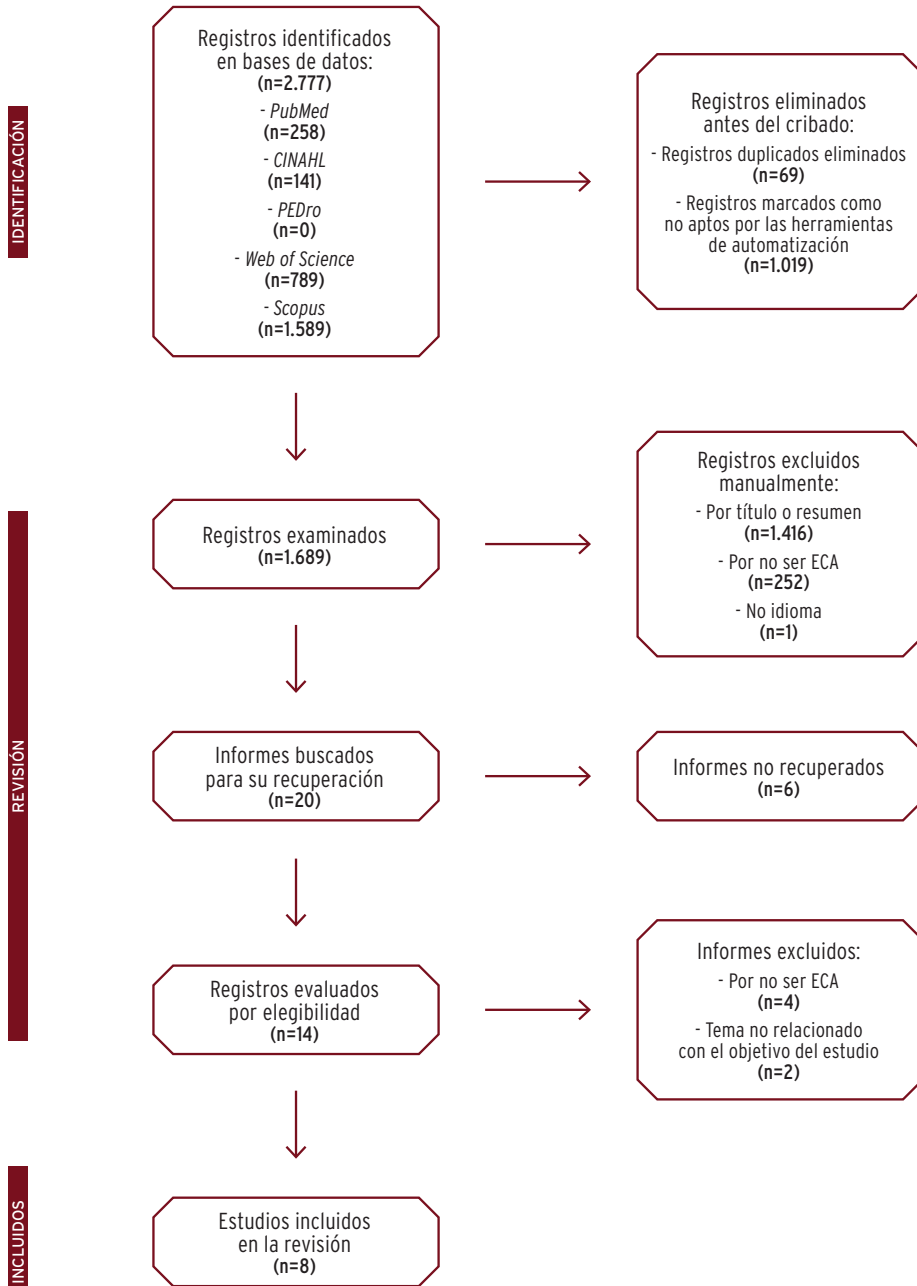 IDENTIFICACIÓN
Registros identificados
en bases de datos:
(n=2.777)
- PubMed
(n=258)
- CINAHL
(n=141)
- PEDro
(n=0)
- Web of Science
(n=789)
- Scopus
(n=1.589)
Registros eliminados
antes del cribado:
- Registros duplicados eliminados
(n=69)
- Registros marcados como
no aptos por las herramientas
de automatización
(n=1.019)
REVISIÓN
Registros examinados
(n=1.689)
Registros excluidos
manualmente:
- Por título o resumen
(n=1.416)
- Por no ser ECA
(n=252)
- No idioma
(n=1)
Informes buscados
para su recuperación
(n=20)
Informes no recuperados
(n=6)
Registros evaluados
por elegibilidad
(n=14)
Informes excluidos:
- Por no ser ECA
(n=4)
- Tema no relacionado
con el objetivo del estudio
(n=2)
INCLUIDOS
Estudios incluidos
en la revisión
(n=8)